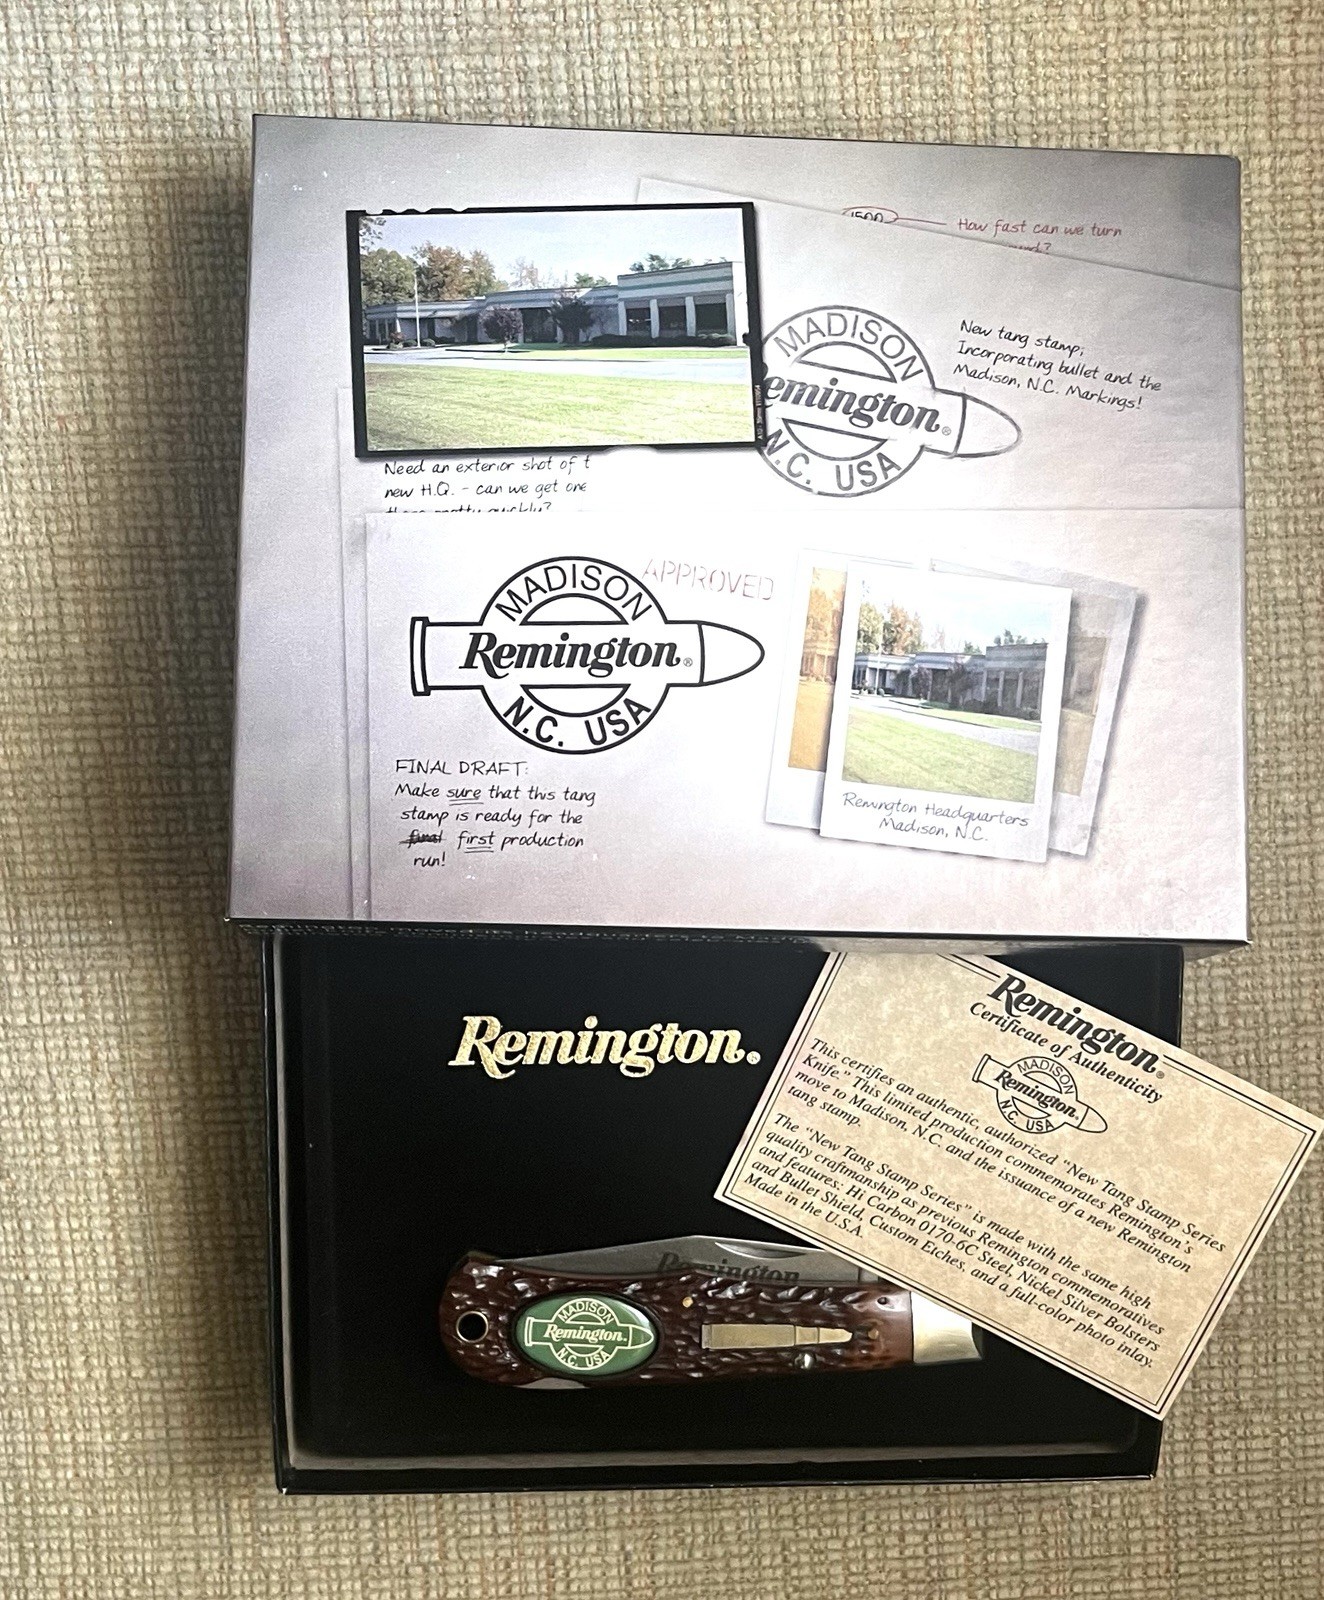 1500
How fast can we turn
MADISON
Remington®
N.C. USA
New tang stamp;
Incorporating bullet and the
Madison, N.C. Markings!
Need an exterior shot of t
new H.Q. - can we get one
APPROVED
MADISON
Remington®
N.C. USA
FINAL DRAFT:
Make sure that this tang
stamp is ready for the
final first production
run!
Remington Headquarters
Madison, N.C.
Remington®
Remington®
Certificate of Authenticity
MADISON
Remington®
N.C. USA
This certifies an authentic, authorized "New Tang Stamp Series
Knife." This limited production commemorates Remington's
move to Madison, N.C. and the issuance of a new Remington
tang stamp.
The "New Tang Stamp Series" is made with the same high
quality craftmanship as previous Remington commemoratives
and features: Hi Carbon 0170-6C Steel, Nickel Silver Bolsters
and Bullet Shield, Custom Etches, and a full-color photo inlay.
Made in the U.S.A.
Remington
MADISON
Remington®
N.C. USA